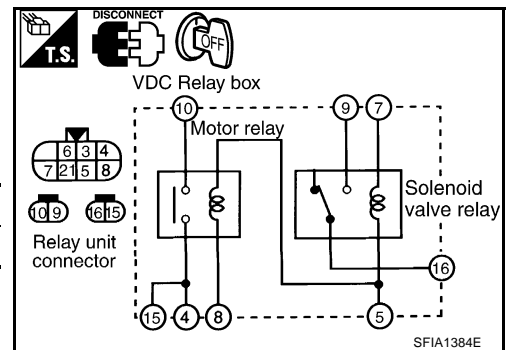 DISCONNECT
T.S.
OFF
VDC Relay box
10
9
7
Motor relay
6 3 4
7 2 1 5 8
10 9
16 15
Relay unit
connector
Solenoid
valve relay
16
15
4
8
5
SFIA1384E